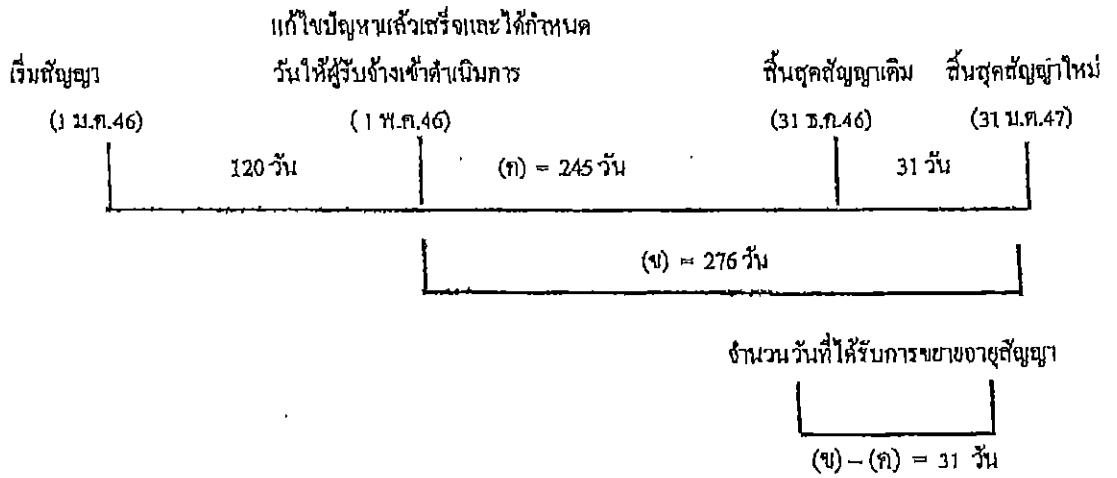 แก้ไขปัญหาแล้วเสร็จและได้กำหนด
เริ่มสัญญา วันให้ผู้รับจ้างเข้าดำเนินการ สิ้นสุดสัญญาเดิม สิ้นสุดสัญญาใหม่
(1 ม.ค.46) (1 พ.ค.46) (31 ธ.ค.46) (31 ม.ค.47)
120 วัน (ค) = 245 วัน 31 วัน
(ข) = 276 วัน
จำนวนวันที่ได้รับการขยายอายุสัญญา
(ข) – (ค) = 31 วัน